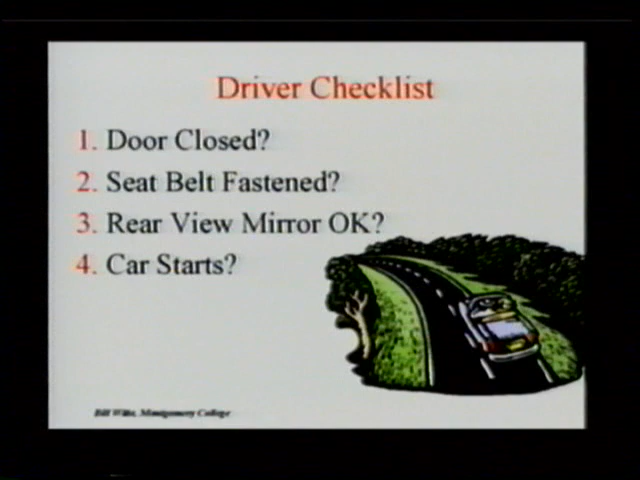 Driver Checklist
1. Door Closed?
2. Seat Belt Fastened?
3. Rear View Mirror OK?
4. Car Starts?
Bill Witte, Montgomery College